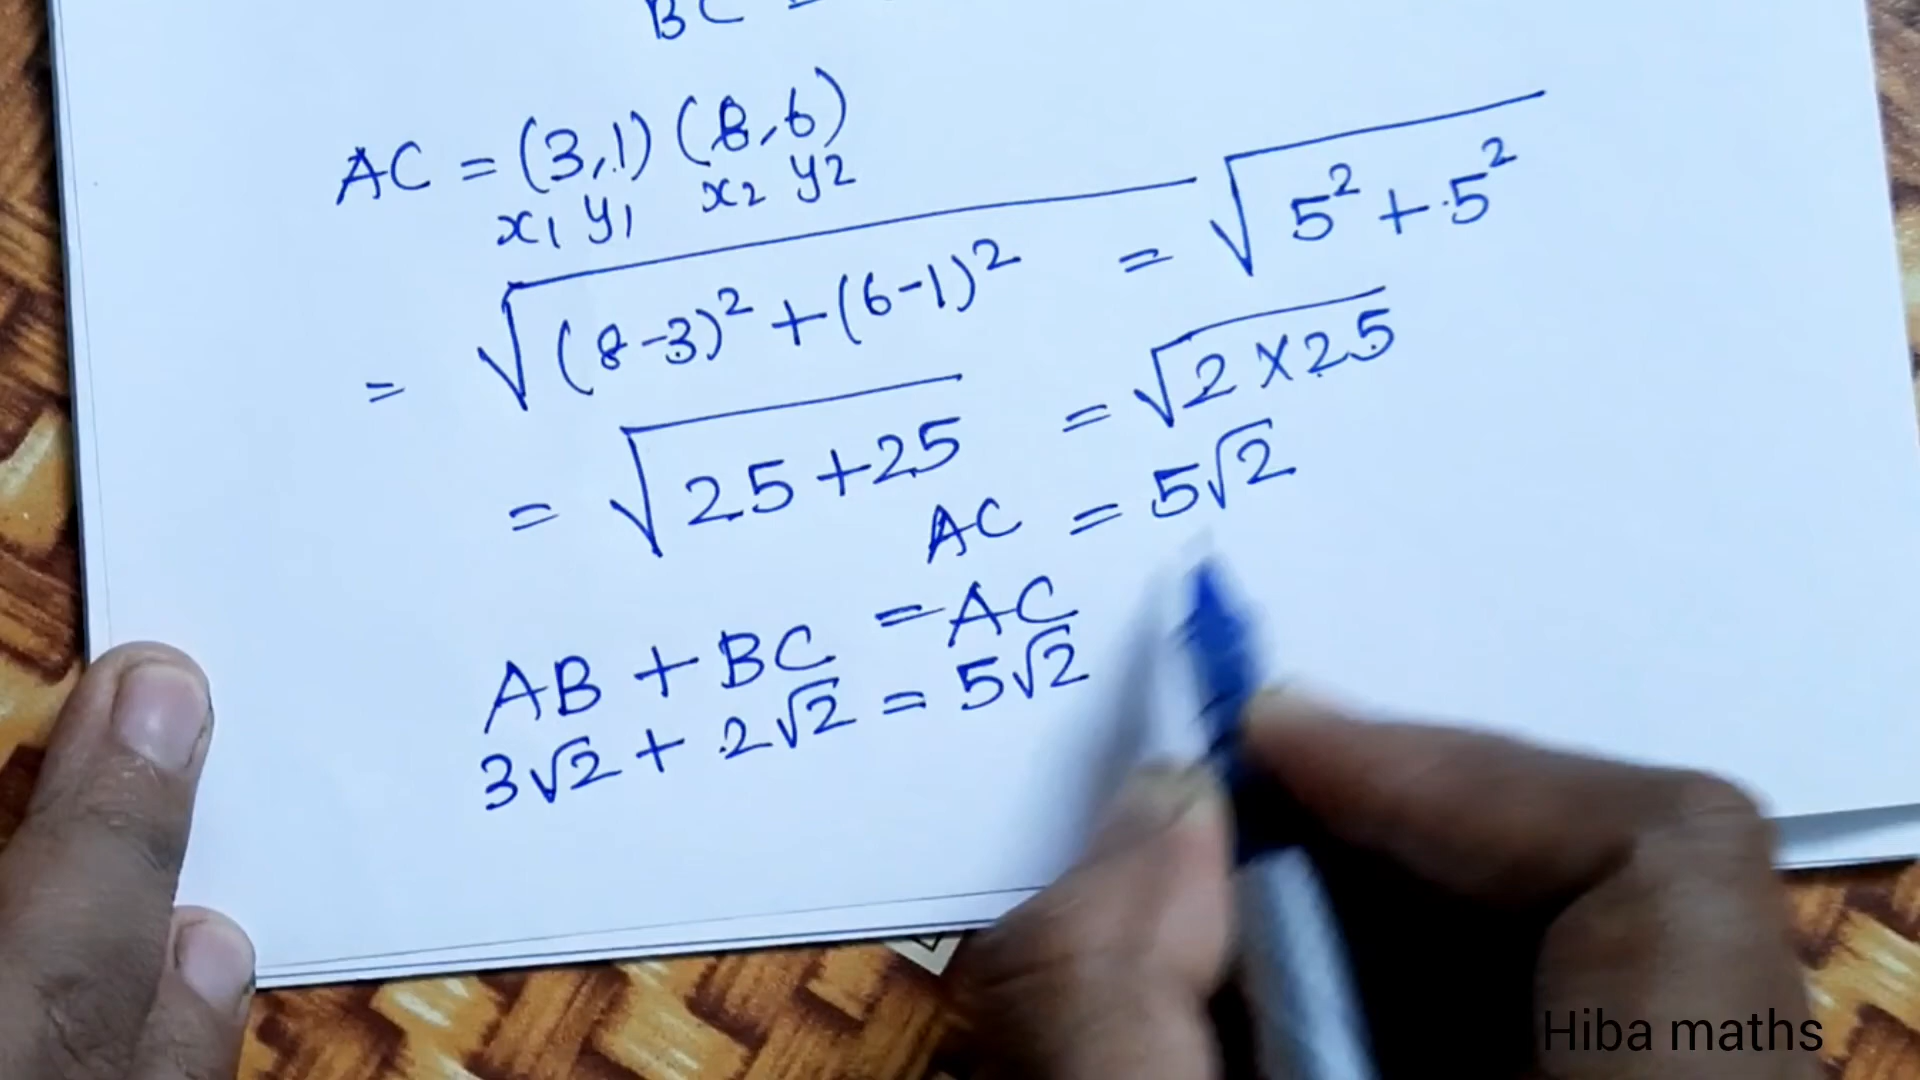 BC =
AC = (3,1) (8,6)
x1 y1 x2 y2
= √(8-3)² + (6-1)² = √5² + 5²
= √25 + 25 = √2 × 25
AC = 5√2
AB + BC = AC
3√2 + 2√2 = 5√2
Hiba maths